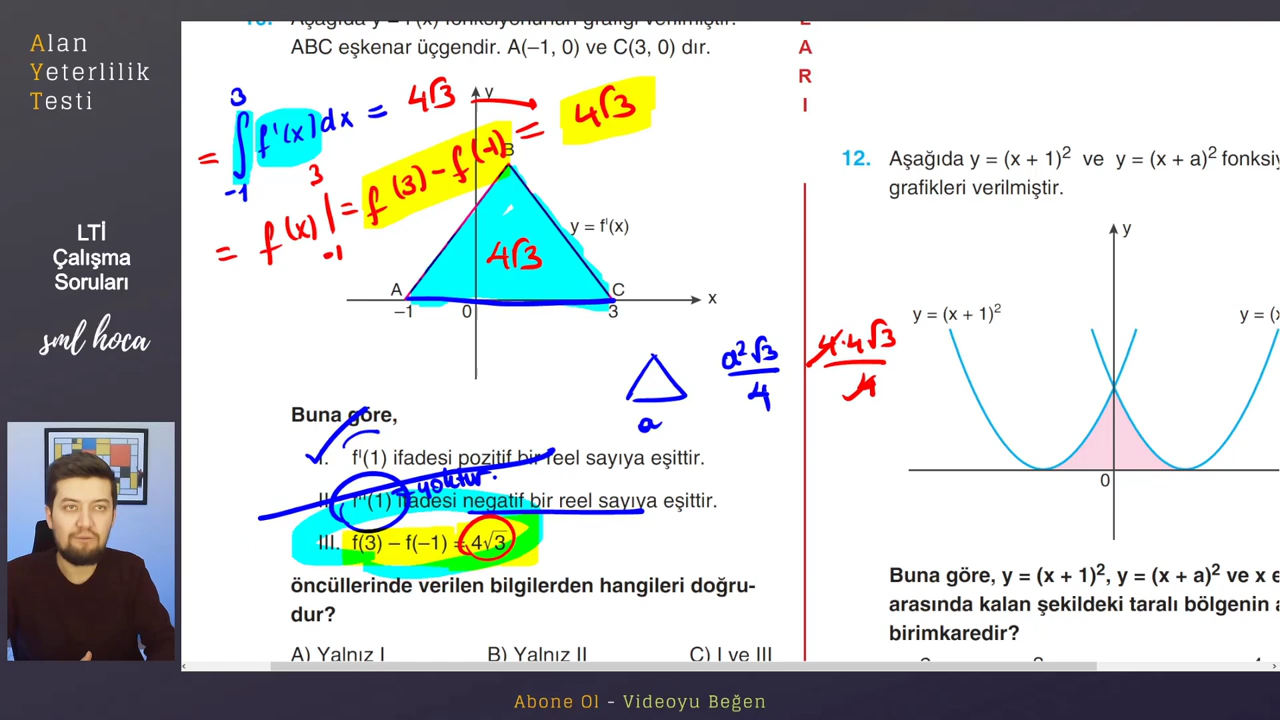 Alan
Yeterlilik
Testi
LTİ
Çalışma
Soruları
sml hoca
ABC eşkenar üçgendir. A(−1, 0) ve C(3, 0) dır.
3
= ∫ f'(x) dx = 4√3
-1
= f(x) | = f(3) - f(-1) = 4√3
3
-1
y
B
y = f'(x)
4√3
A
C
x
−1
0
3
a
a²√3
4
4·4√3
4
Buna göre,
I. f'(1) ifadesi pozitif bir reel sayıya eşittir.
yoktur.
II. f''(1) ifadesi negatif bir reel sayıya eşittir.
III. f(3) − f(−1) = 4√3
öncüllerinde verilen bilgilerden hangileri doğru-
dur?
A) Yalnız I B) Yalnız II C) I ve III
A
R
I
12. Aşağıda y = (x + 1)² ve y = (x + a)² fonksiy
grafikleri verilmiştir.
y
y = (x + 1)²
y = (x
0
Buna göre, y = (x + 1)², y = (x + a)² ve x e
arasında kalan şekildeki taralı bölgenin a
birimkaredir?
Abone Ol - Videoyu Beğen